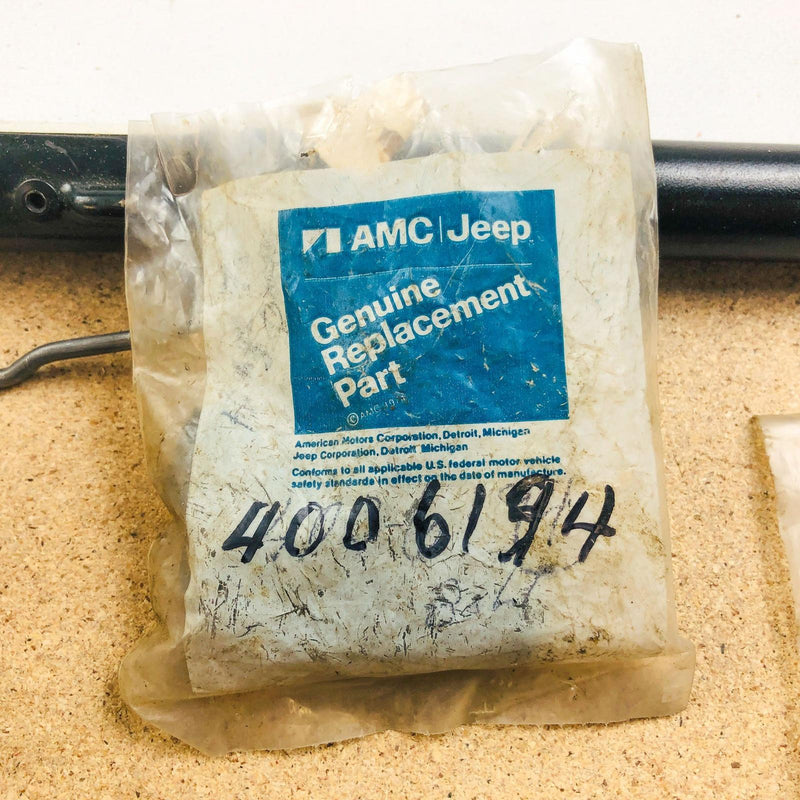 AMC | Jeep
Genuine
Replacement
Part
© AMC
American Motors Corporation, Detroit, Michigan
Jeep Corporation, Detroit Michigan
Conforms to all applicable U.S. federal motor vehicle
safety standards in effect on the date of manufacture.
4006194